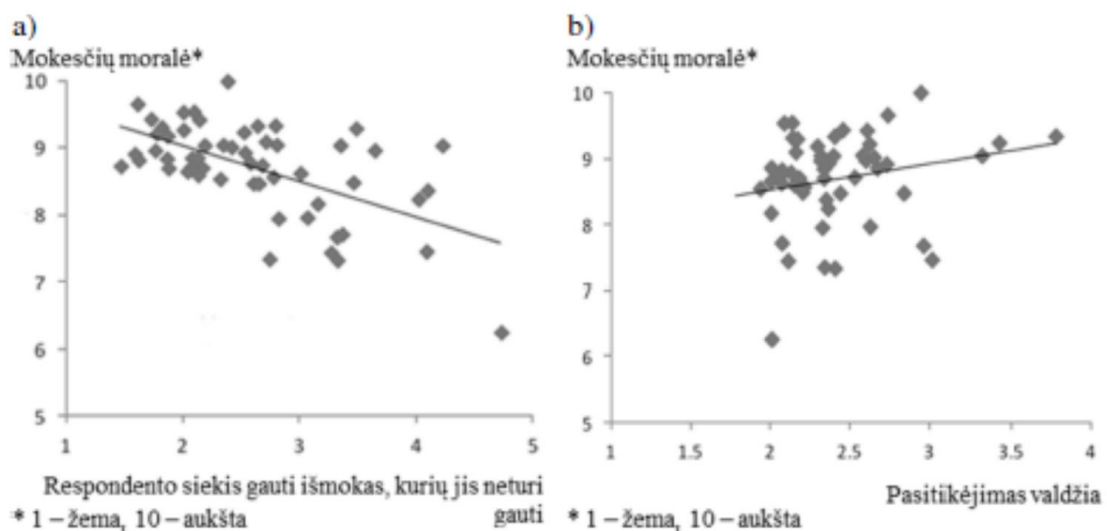 a)
Mokesčių moralė*
10
9
8
7
6
5
1
2
3
4
5
Respondento siekis gauti išmokas, kurių jis neturi
gauti
* 1 – žema, 10 – aukšta
b)
Mokesčių moralė*
10
9
8
7
6
5
1
1.5
2
2.5
3
3.5
4
Pasitikėjimas valdžia
* 1 – žema, 10 – aukšta